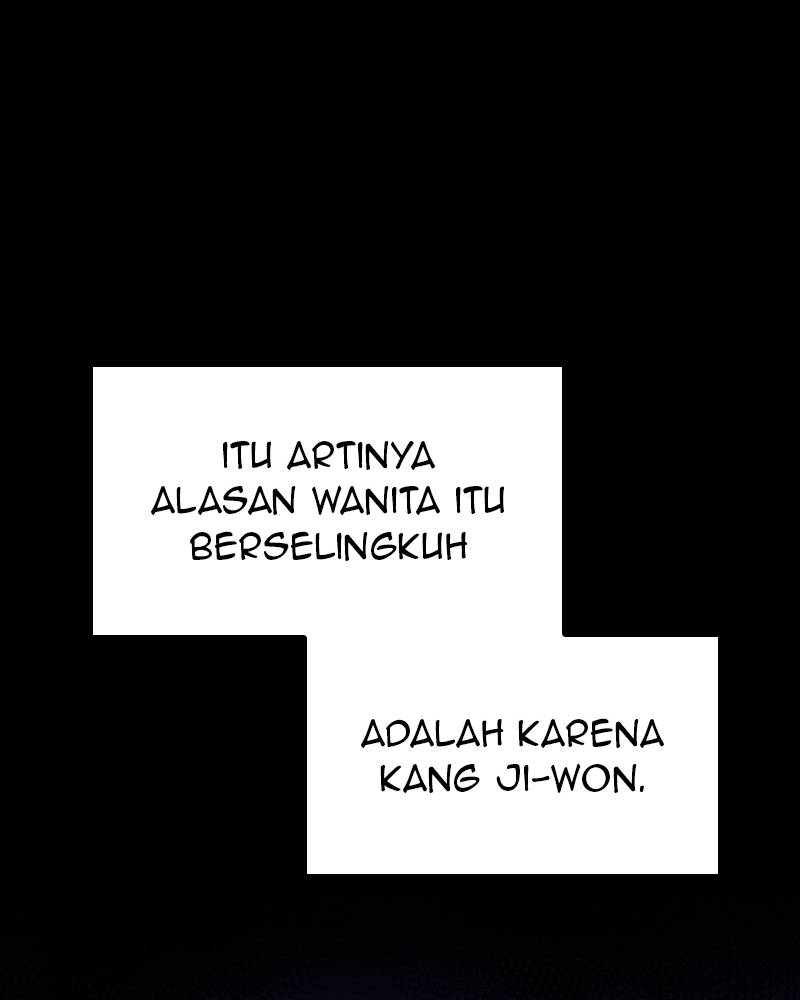 ITU ARTINYA
ALASAN WANITA ITU
BERSELINGKUH
ADALAH KARENA
KANG JI-WON.